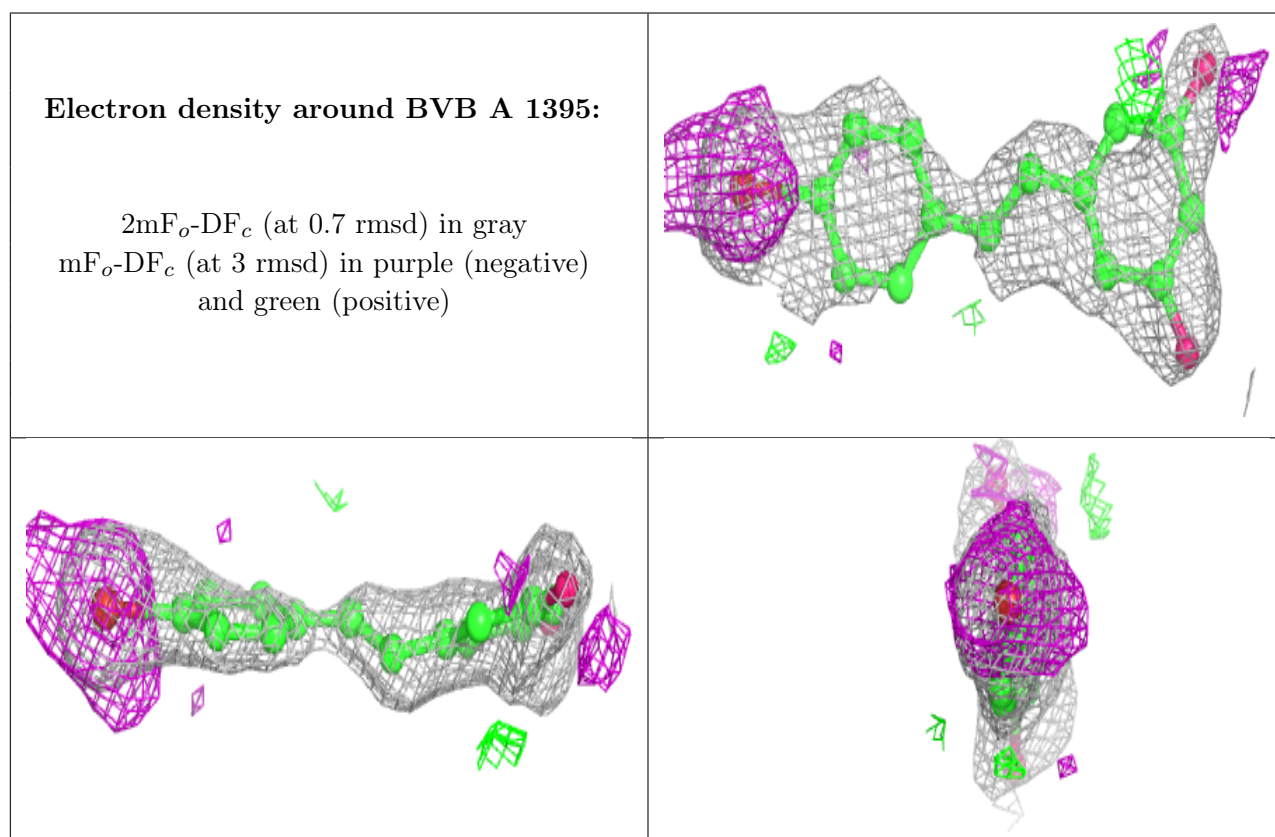 Electron density around BVB A 1395:
2mFₒ-DF𝒸 (at 0.7 rmsd) in gray
mFₒ-DF𝒸 (at 3 rmsd) in purple (negative)
and green (positive)